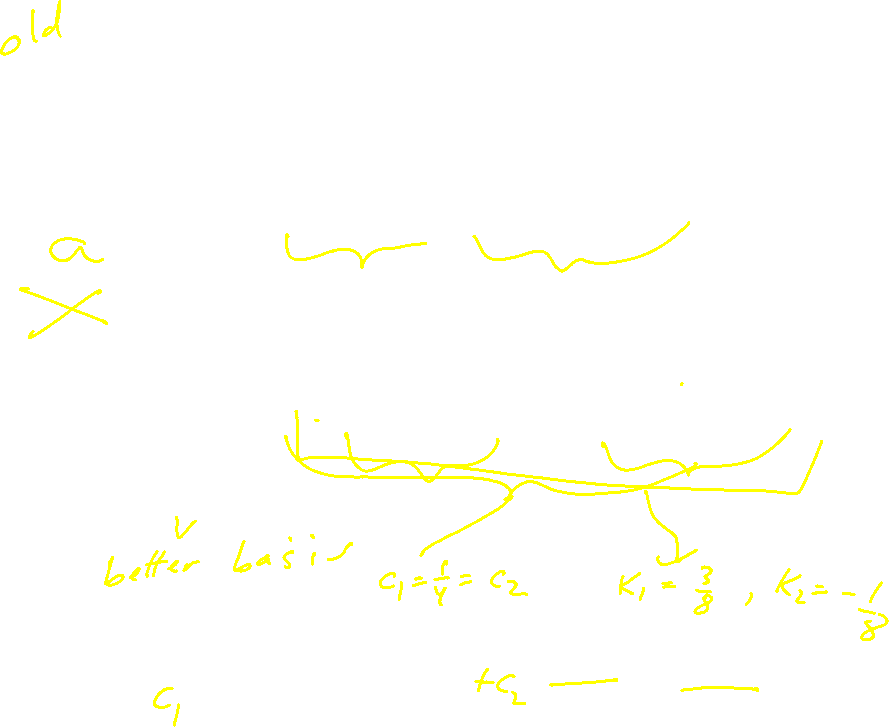 old
a
better basis c₁ = 1/4 = c₂ K₁ = 3/8 , K₂ = -1/8
c₁ +c₂